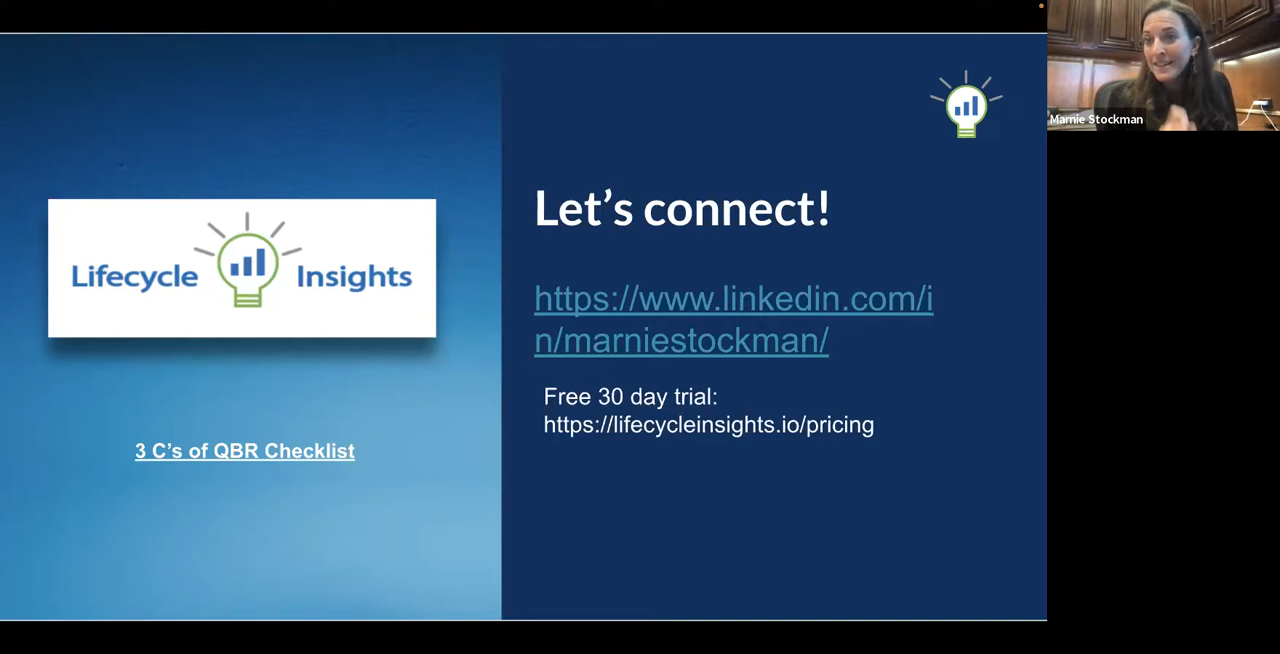 Marnie Stockman
Lifecycle Insights
3 C's of QBR Checklist
Let's connect!
https://www.linkedin.com/i
n/marniestockman/
Free 30 day trial:
https://lifecycleinsights.io/pricing